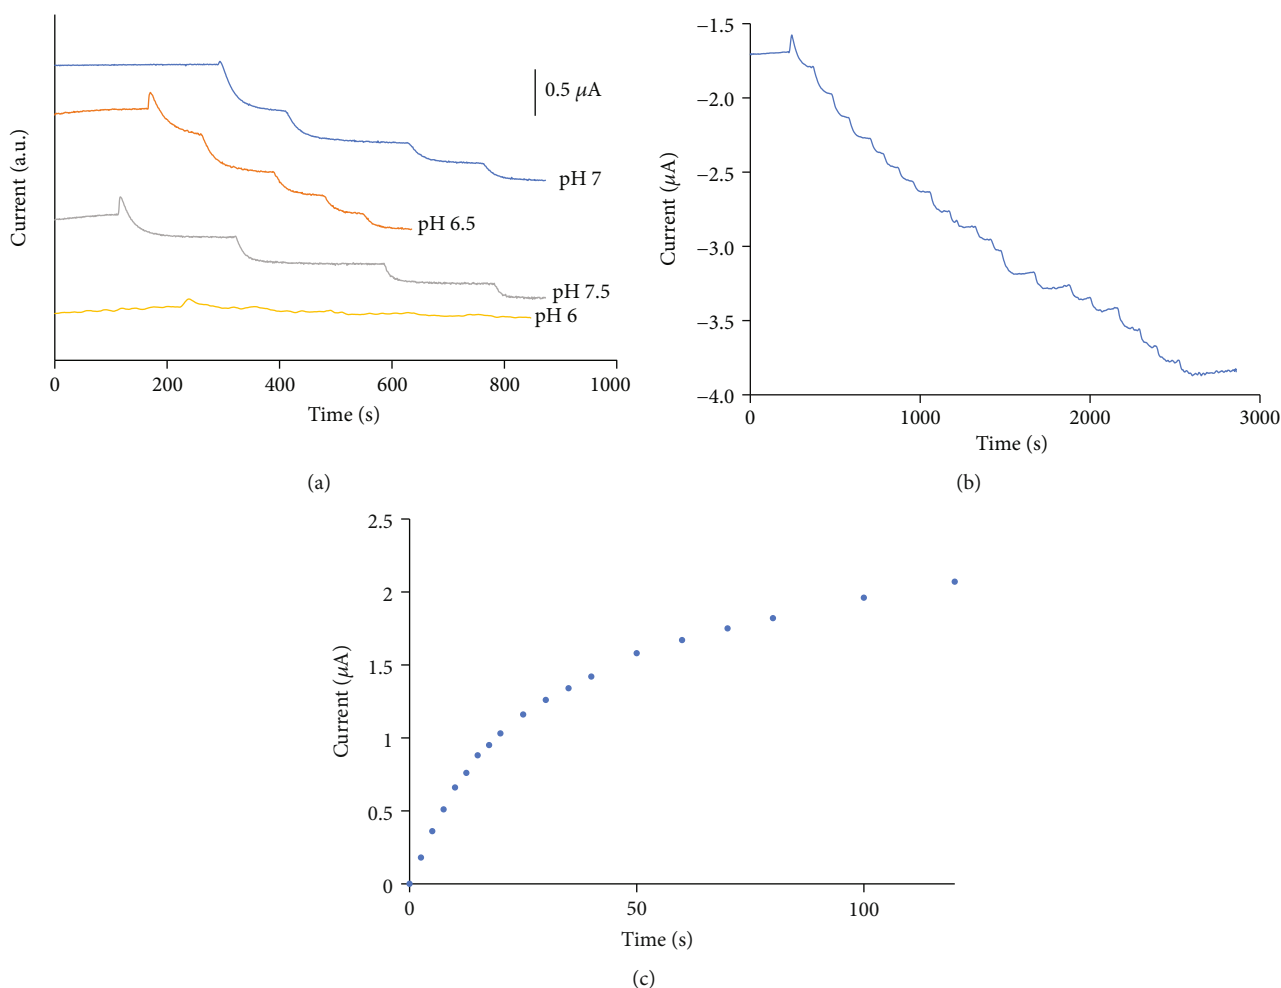 Current (a.u.)
0.5 μA
pH 7
pH 6.5
pH 7.5
pH 6
0 200 400 600 800 1000
Time (s)
(a)
Current (μA)
−1.5
−2.0
−2.5
−3.0
−3.5
−4.0
0 1000 2000 3000
Time (s)
(b)
Current (μA)
2.5
2
1.5
1
0.5
0
0 50 100
Time (s)
(c)